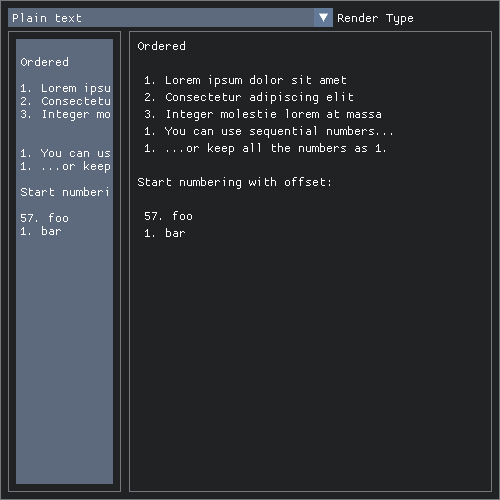 Plain text
Render Type
Ordered
1. Lorem ipsu
2. Consectetu
3. Integer mo
1. You can us
1. ...or keep
Start numberi
57. foo
1. bar
Ordered
1. Lorem ipsum dolor sit amet
2. Consectetur adipiscing elit
3. Integer molestie lorem at massa
1. You can use sequential numbers...
1. ...or keep all the numbers as 1.
Start numbering with offset:
57. foo
1. bar